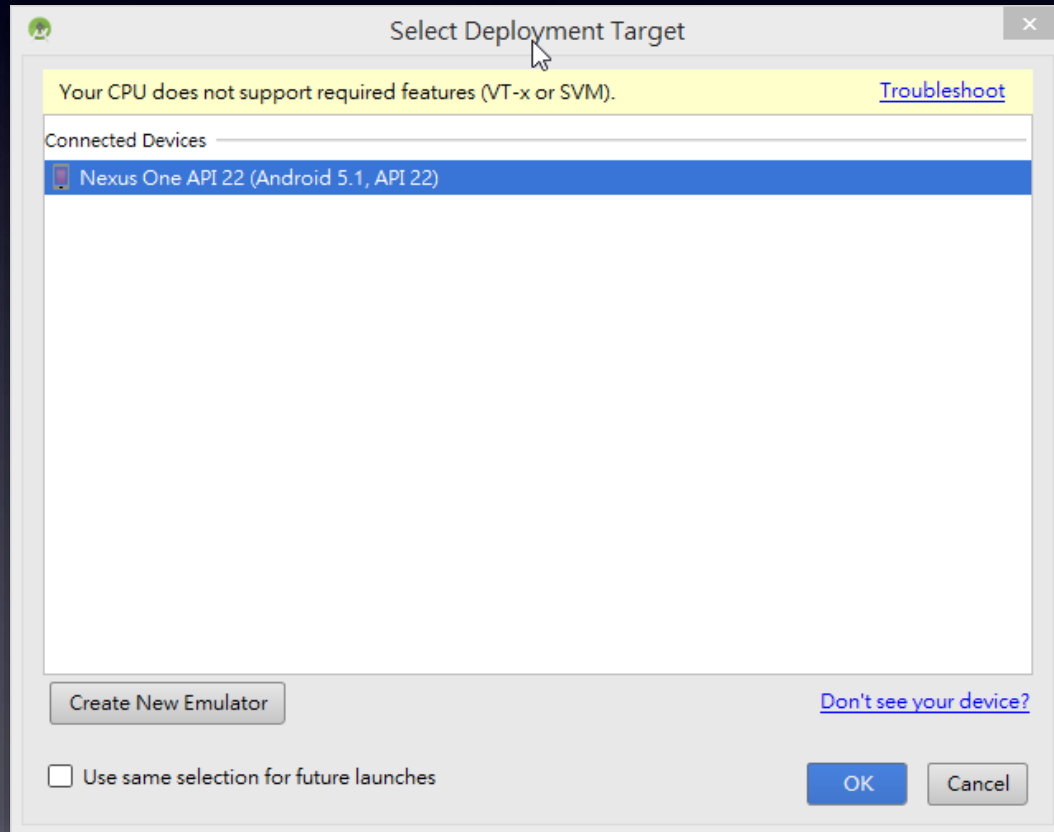 Select Deployment Target
Your CPU does not support required features (VT-x or SVM). Troubleshoot
Connected Devices
Nexus One API 22 (Android 5.1, API 22)
Create New Emulator Don't see your device?
Use same selection for future launches
OK Cancel